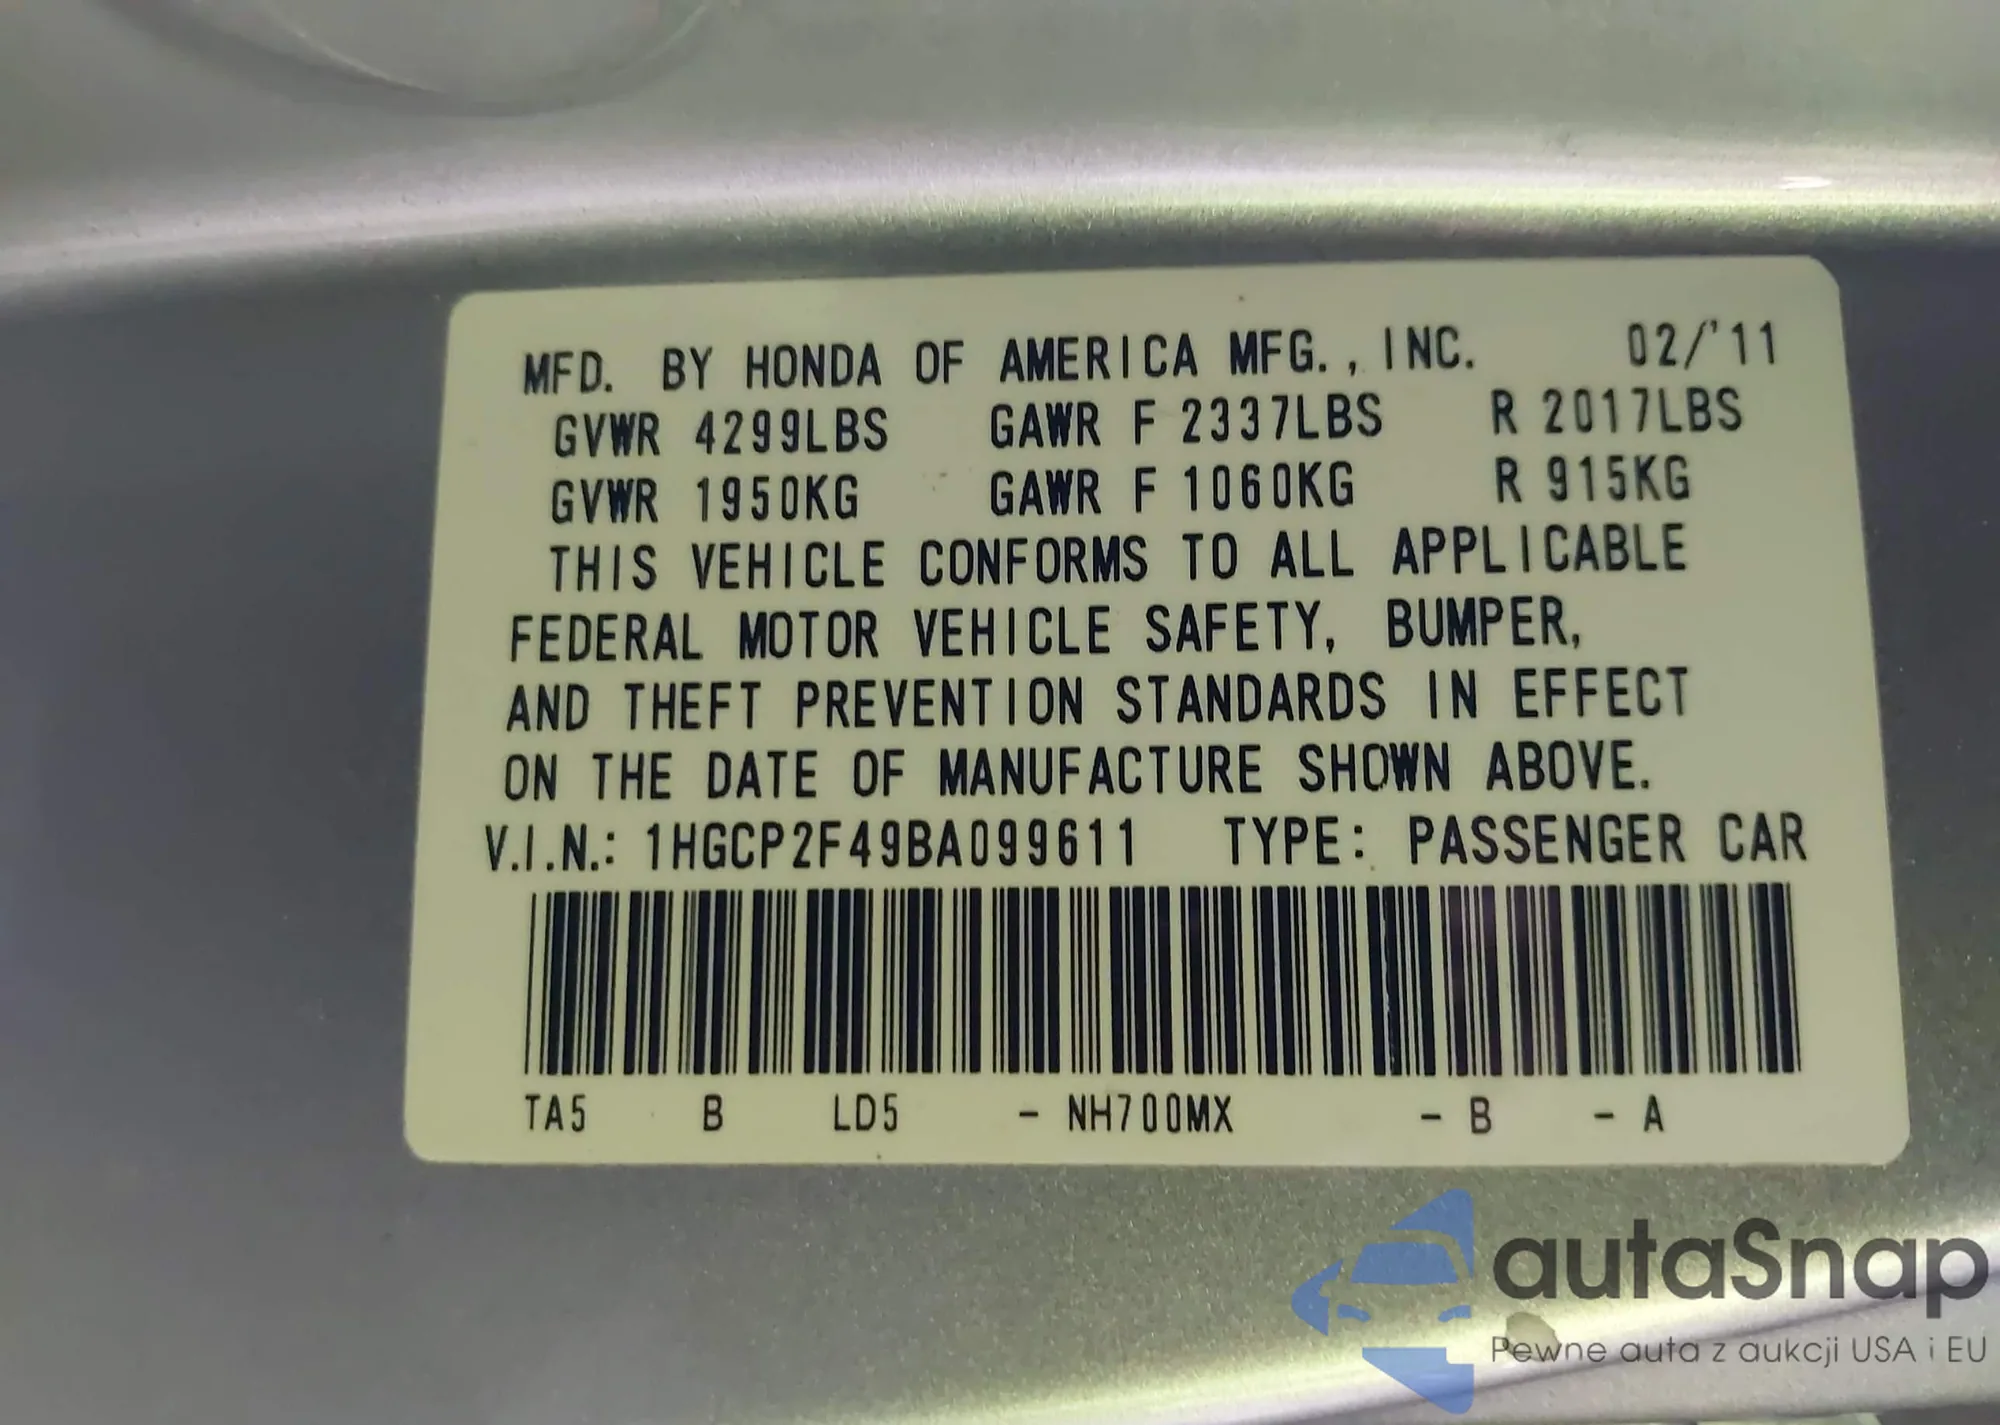 MFD. BY HONDA OF AMERICA MFG., INC. 02/'11
GVWR 4299LBS GAWR F 2337LBS R 2017LBS
GVWR 1950KG GAWR F 1060KG R 915KG
THIS VEHICLE CONFORMS TO ALL APPLICABLE
FEDERAL MOTOR VEHICLE SAFETY, BUMPER,
AND THEFT PREVENTION STANDARDS IN EFFECT
ON THE DATE OF MANUFACTURE SHOWN ABOVE.
V.I.N.: 1HGCP2F49BA099611 TYPE: PASSENGER CAR
TA5 B LD5 - NH700MX - B - A
autaSnap
Pewne auta z aukcji USA i EU